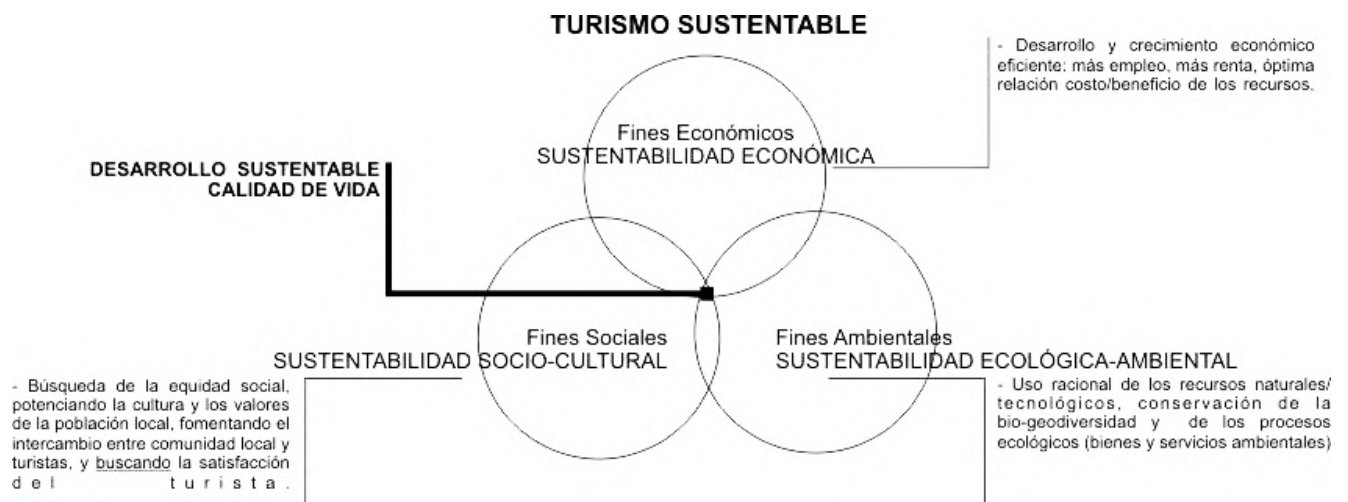 TURISMO SUSTENTABLE
- Desarrollo y crecimiento económico
eficiente: más empleo, más renta, óptima
relación costo/beneficio de los recursos.
Fines Económicos
SUSTENTABILIDAD ECONÓMICA
DESARROLLO SUSTENTABLE
CALIDAD DE VIDA
Fines Sociales
SUSTENTABILIDAD SOCIO-CULTURAL
Fines Ambientales
SUSTENTABILIDAD ECOLÓGICA-AMBIENTAL
- Búsqueda de la equidad social,
potenciando la cultura y los valores
de la población local, fomentando el
intercambio entre comunidad local y
turistas, y buscando la satisfacción
del turista.
- Uso racional de los recursos naturales/
tecnológicos, conservación de la
bio-geodiversidad y de los procesos
ecológicos (bienes y servicios ambientales)